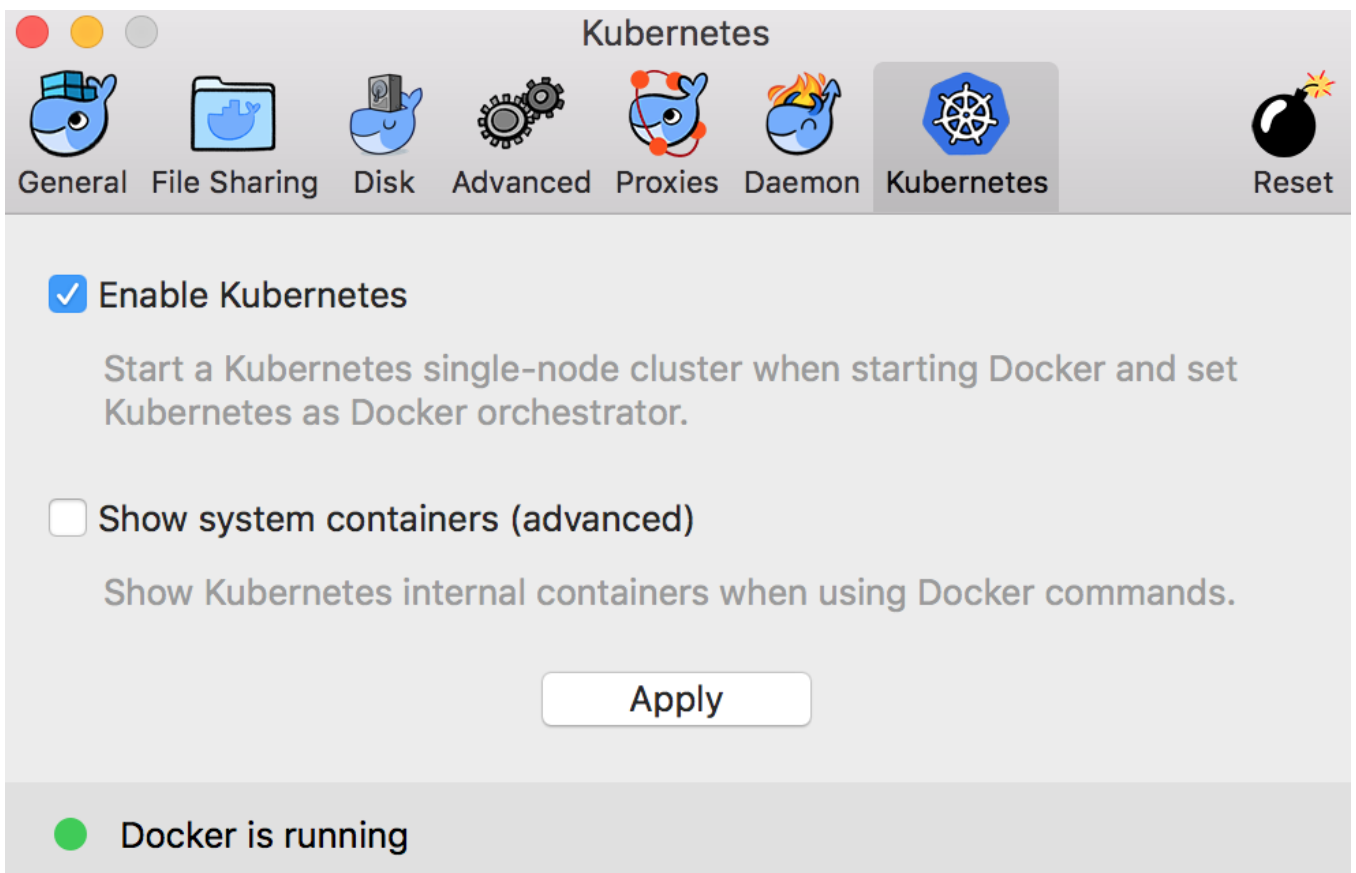 Kubernetes
General File Sharing Disk Advanced Proxies Daemon Kubernetes Reset
Enable Kubernetes
Start a Kubernetes single-node cluster when starting Docker and set
Kubernetes as Docker orchestrator.
Show system containers (advanced)
Show Kubernetes internal containers when using Docker commands.
Apply
Docker is running